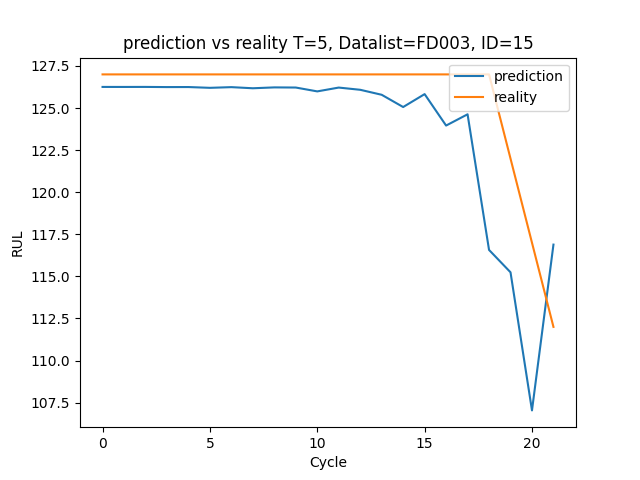 prediction vs reality T=5, Datalist=FD003, ID=15
prediction
reality
127.5
125.0
122.5
120.0
117.5
115.0
112.5
110.0
107.5
RUL
0 5 10 15 20
Cycle